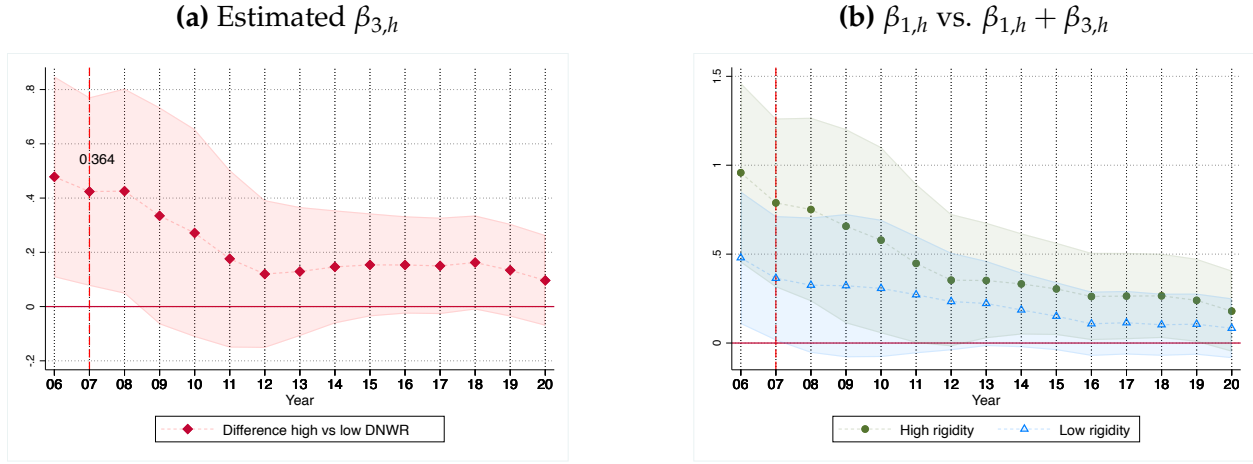 (a) Estimated β3,h
.8
.6
.4
.2
0
-.2
0.364
06 07 08 09 10 11 12 13 14 15 16 17 18 19 20
Year
Difference high vs low DNWR
(b) β1,h vs. β1,h + β3,h
1.5
1
.5
0
06 07 08 09 10 11 12 13 14 15 16 17 18 19 20
Year
High rigidity Low rigidity